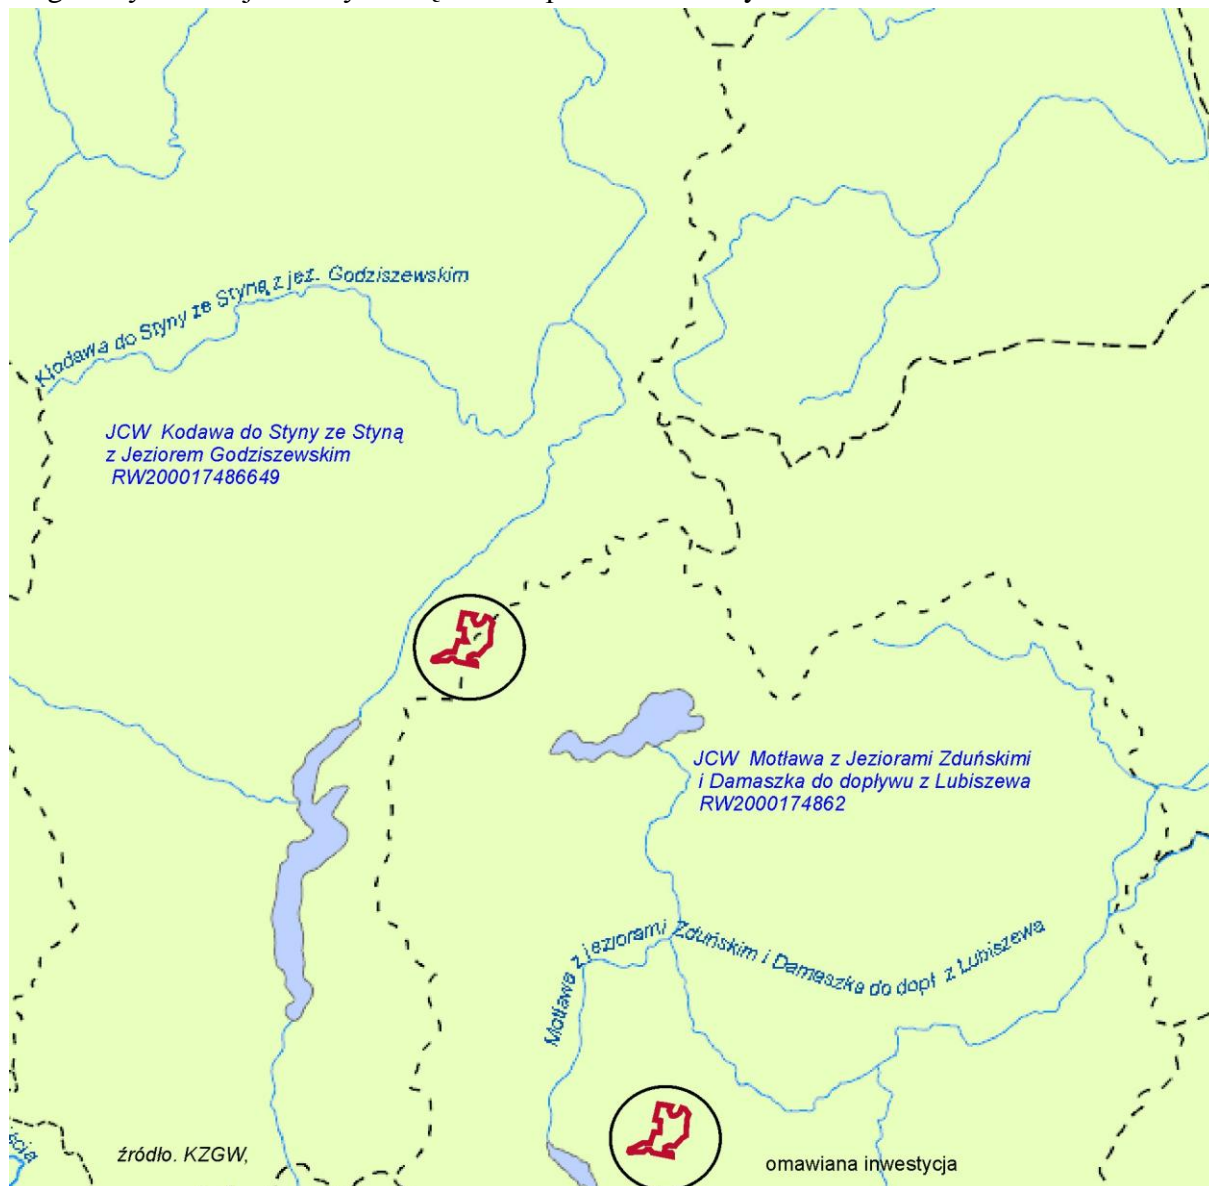 Kłodawa do Styny ze Styną z jez. Godziszewskim
JCW Kodawa do Styny ze Styną
z Jeziorem Godziszewskim
RW200017486649
JCW Motława z Jeziorami Zduńskimi
i Damaszka do dopływu z Lubiszewa
RW2000174862
Motława z jeziorami Zduńskim i Damaszka do dopł z Lubiszewa
źródło. KZGW,
omawiana inwestycja